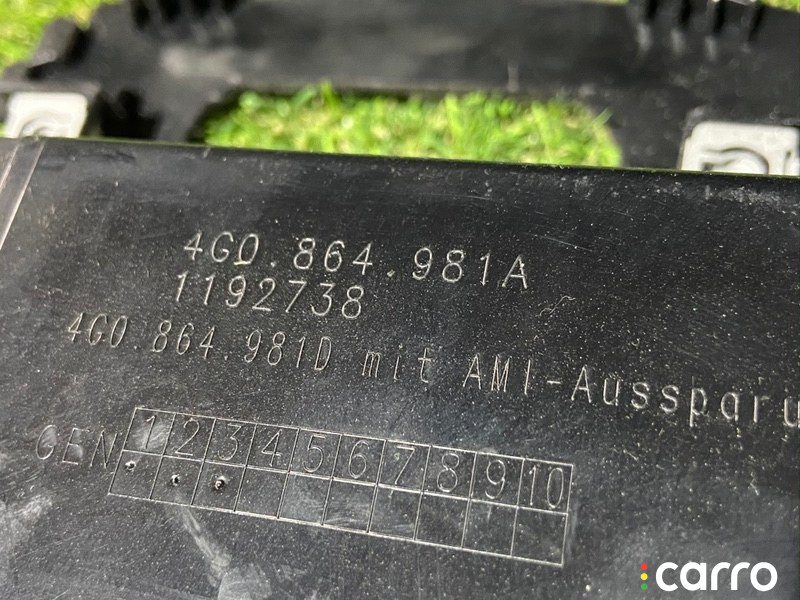 4G0.864.981A
1192738
4G0.864.981D mit AMI-Ausspar
GEN 1 2 3 4 5 6 7 8 9 10
carro